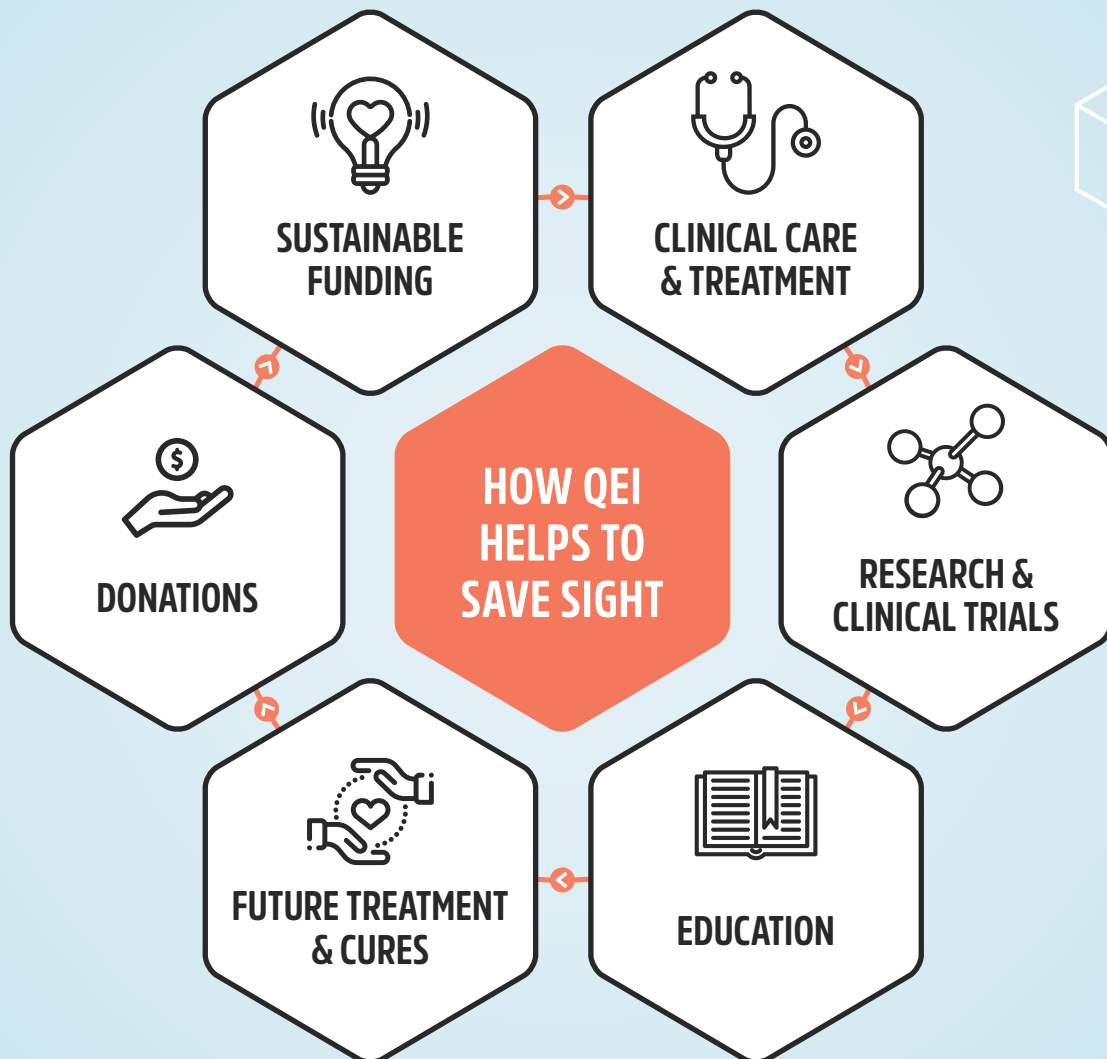 SUSTAINABLE
FUNDING
CLINICAL CARE
& TREATMENT
DONATIONS
HOW QEI
HELPS TO
SAVE SIGHT
RESEARCH &
CLINICAL TRIALS
FUTURE TREATMENT
& CURES
EDUCATION
$